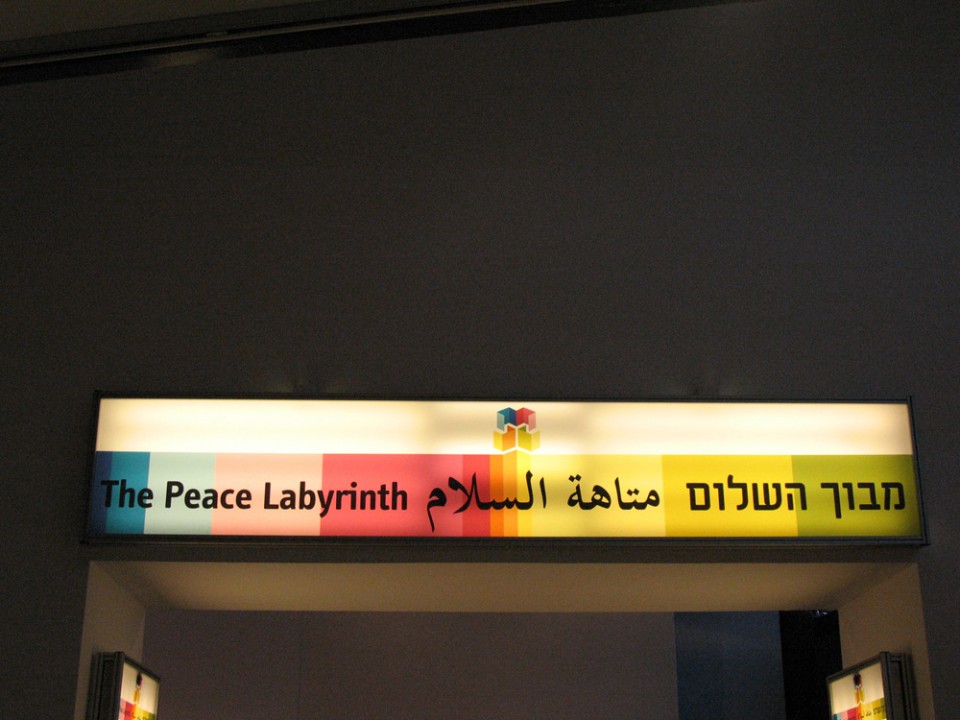 The Peace Labyrinth متاهة السلام מבוך השלום